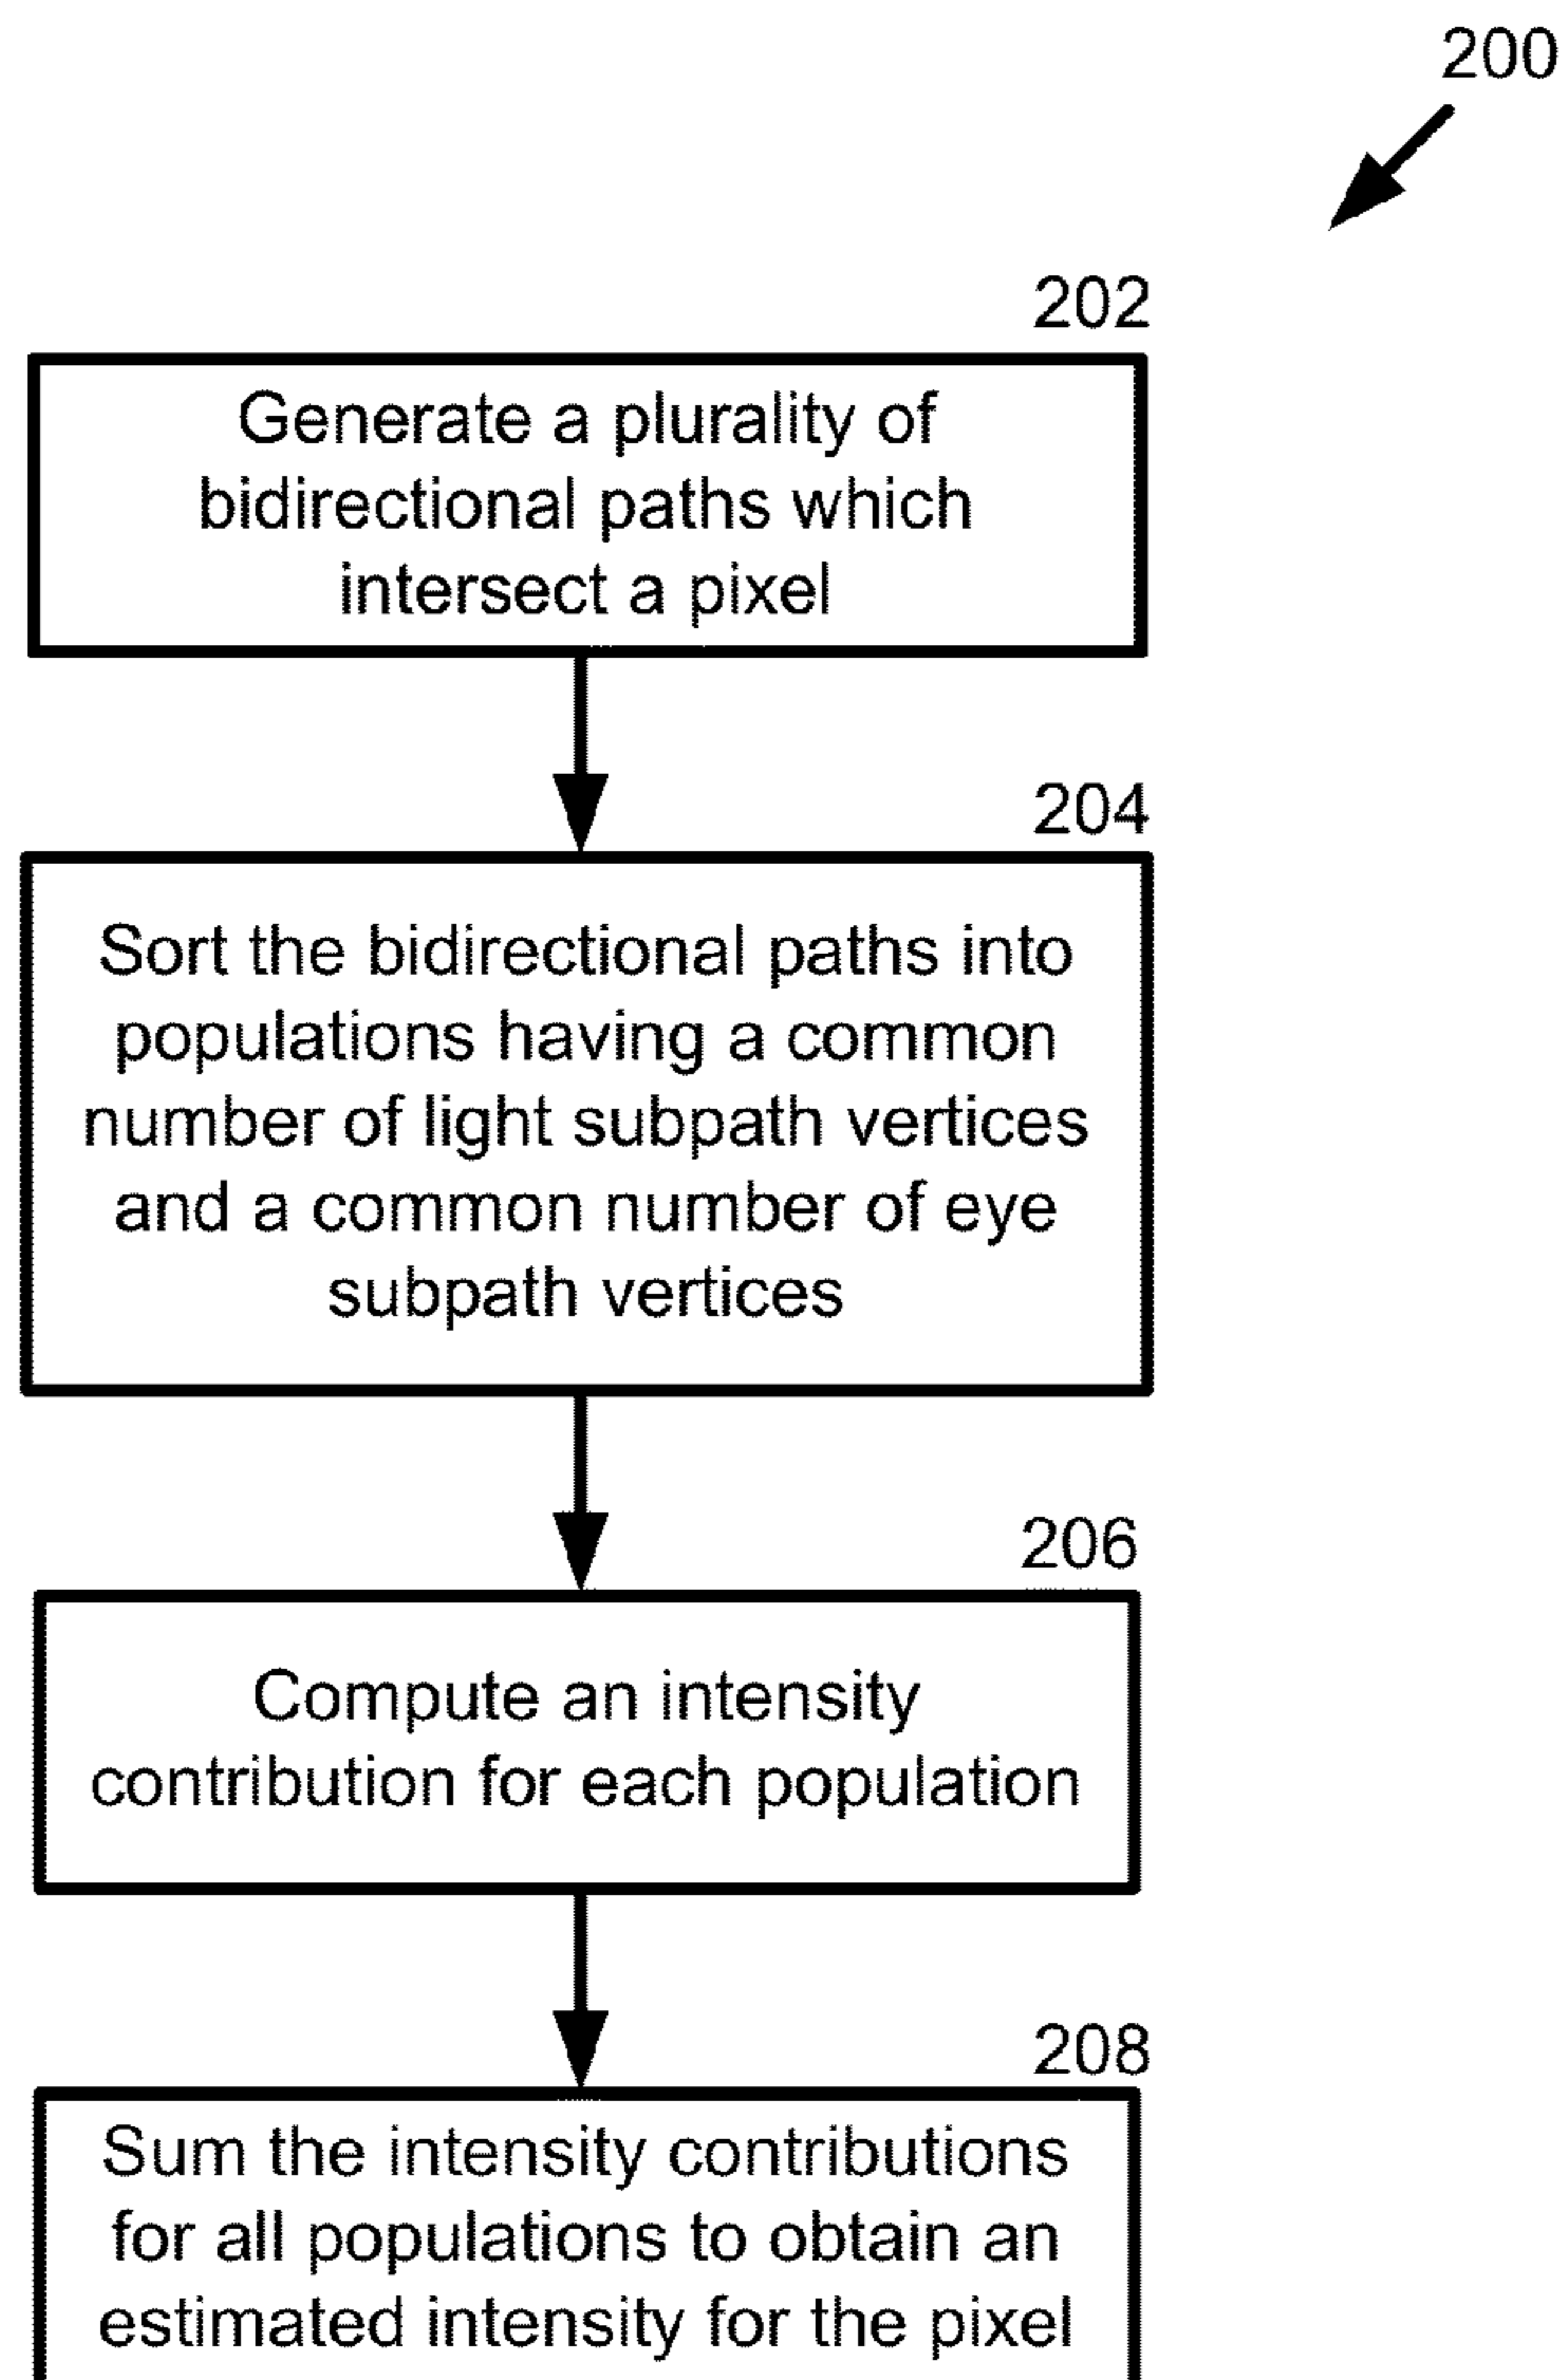 200
202
Generate a plurality of
bidirectional paths which
intersect a pixel
204
Sort the bidirectional paths into
populations having a common
number of light subpath vertices
and a common number of eye
subpath vertices
206
Compute an intensity
contribution for each population
208
Sum the intensity contributions
for all populations to obtain an
estimated intensity for the pixel